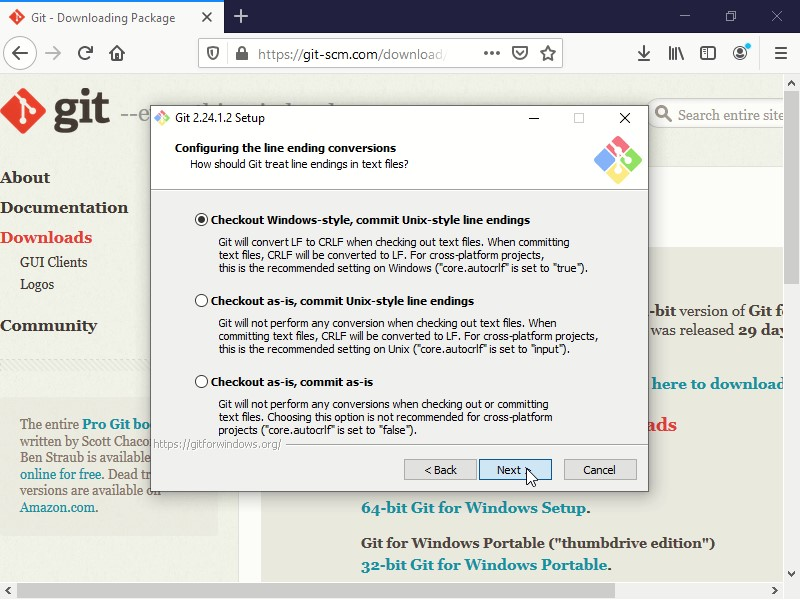 Git - Downloading Package
https://git-scm.com/download/
git
Search entire site
About
Documentation
Downloads
GUI Clients
Logos
Community
The entire Pro Git bo
written by Scott Chaco
Ben Straub is available
online for free. Dead tr
versions are available on
Amazon.com.
Git 2.24.1.2 Setup
Configuring the line ending conversions
How should Git treat line endings in text files?
Checkout Windows-style, commit Unix-style line endings
Git will convert LF to CRLF when checking out text files. When committing
text files, CRLF will be converted to LF. For cross-platform projects,
this is the recommended setting on Windows ("core.autocrlf" is set to "true").
Checkout as-is, commit Unix-style line endings
Git will not perform any conversion when checking out text files. When
committing text files, CRLF will be converted to LF. For cross-platform projects,
this is the recommended setting on Unix ("core.autocrlf" is set to "input").
Checkout as-is, commit as-is
Git will not perform any conversions when checking out or committing
text files. Choosing this option is not recommended for cross-platform
projects ("core.autocrlf" is set to "false").
https://gitforwindows.org/
< Back
Next >
Cancel
-bit version of Git f
was released 29 day
here to download
ads
64-bit Git for Windows Setup.
Git for Windows Portable ("thumbdrive edition")
32-bit Git for Windows Portable.